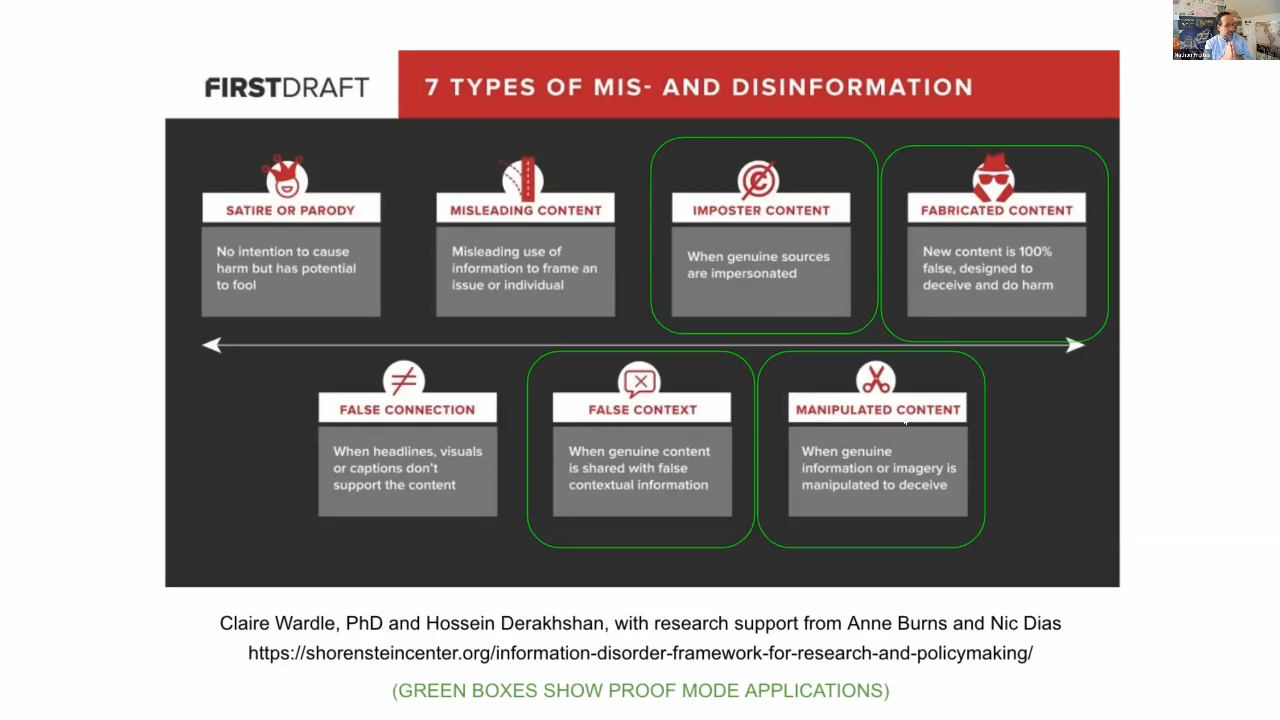 FIRSTDRAFT
7 TYPES OF MIS- AND DISINFORMATION
SATIRE OR PARODY
No intention to cause
harm but has potential
to fool
MISLEADING CONTENT
Misleading use of
information to frame an
issue or individual
IMPOSTER CONTENT
When genuine sources
are impersonated
FABRICATED CONTENT
New content is 100%
false, designed to
deceive and do harm
FALSE CONNECTION
When headlines, visuals
or captions don't
support the content
FALSE CONTEXT
When genuine content
is shared with false
contextual information
MANIPULATED CONTENT
When genuine
information or imagery is
manipulated to deceive
Claire Wardle, PhD and Hossein Derakhshan, with research support from Anne Burns and Nic Dias
https://shorensteincenter.org/information-disorder-framework-for-research-and-policymaking/
(GREEN BOXES SHOW PROOF MODE APPLICATIONS)